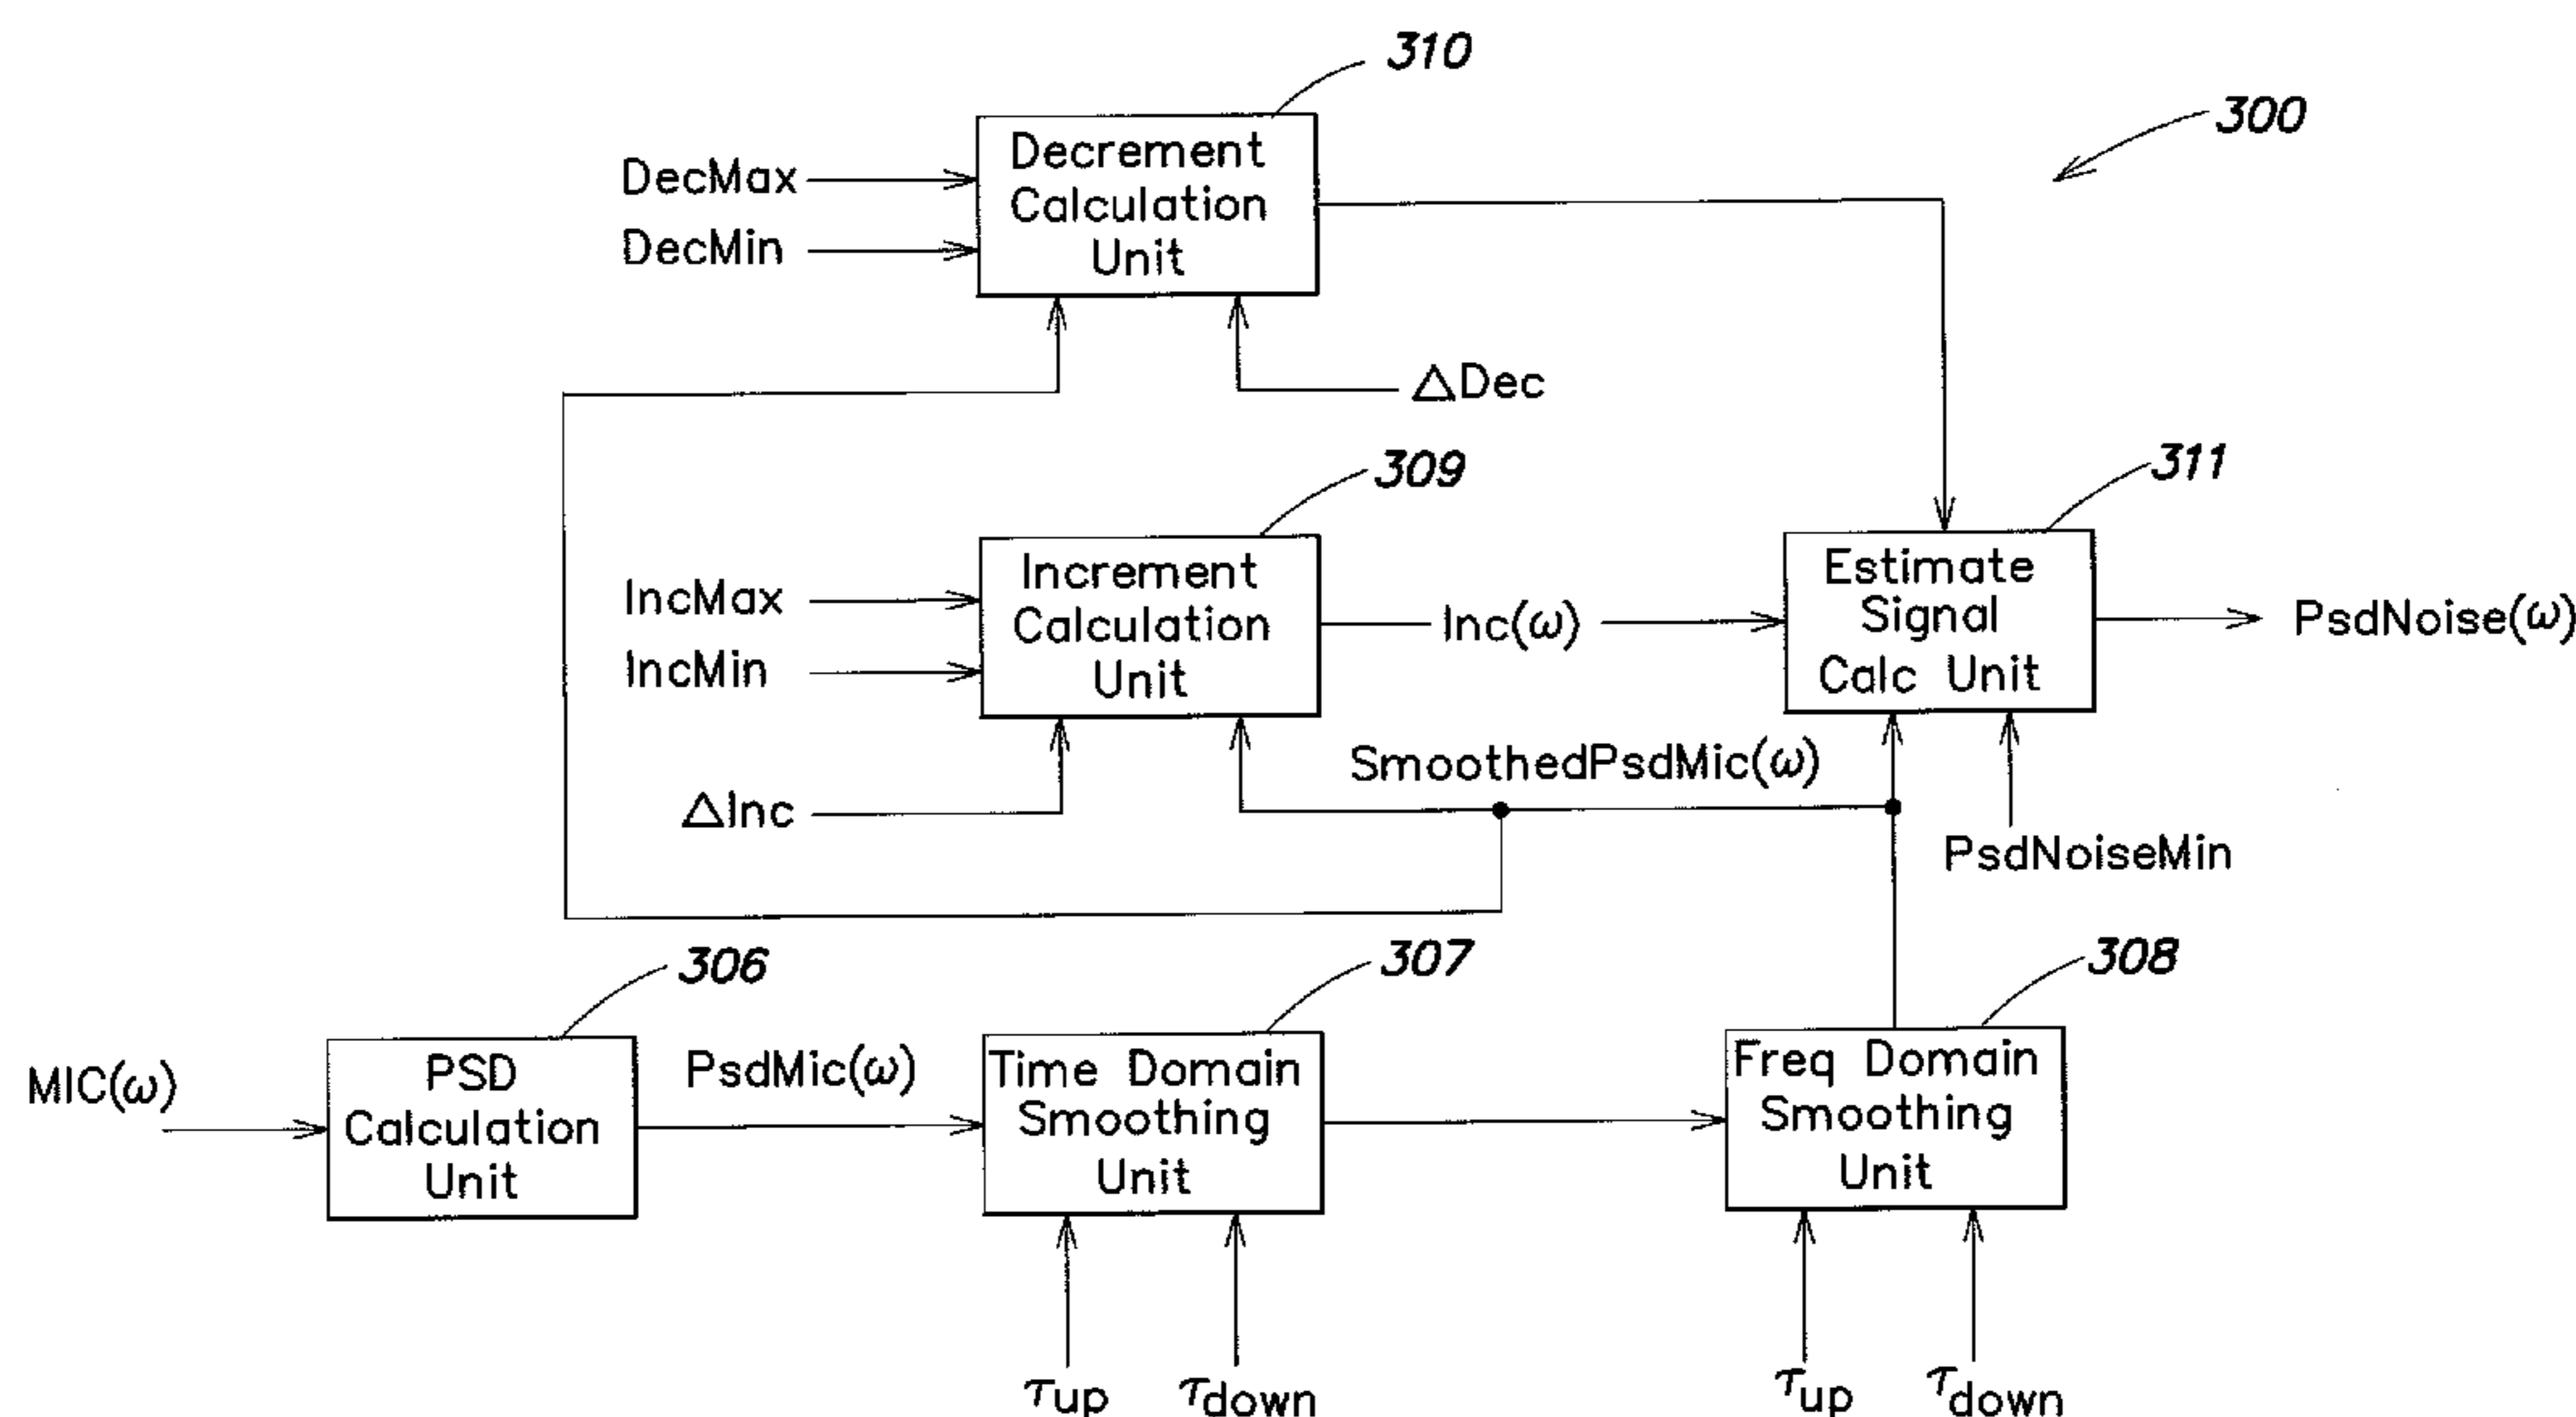 310
300
DecMax
DecMin
Decrement
Calculation
Unit
△Dec
309
311
IncMax
IncMin
Increment
Calculation
Unit
Inc(ω)
Estimate
Signal
Calc Unit
PsdNoise(ω)
△Inc
SmoothedPsdMic(ω)
PsdNoiseMin
306
307
308
MIC(ω)
PSD
Calculation
Unit
PsdMic(ω)
Time Domain
Smoothing
Unit
Freq Domain
Smoothing
Unit
τup
τdown
τup
τdown